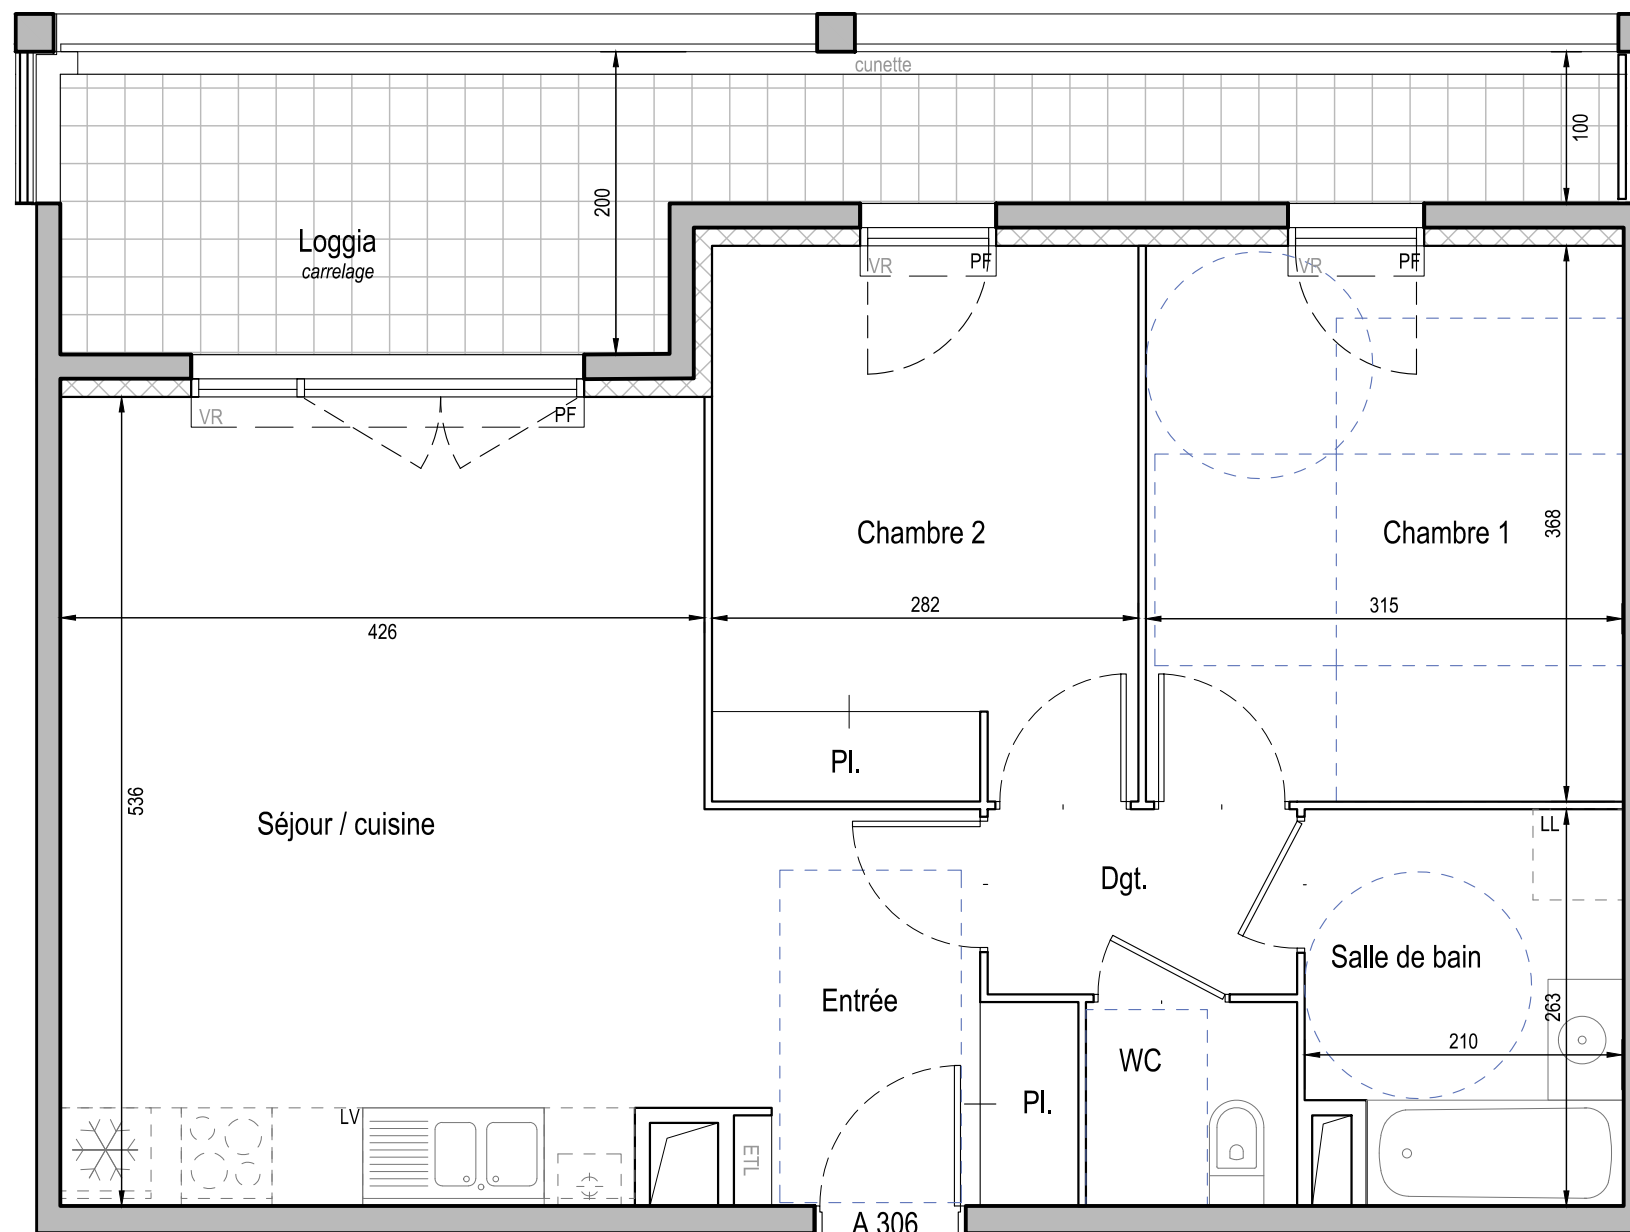 cunette
100
200
Loggia
carrelage
VR
PF
VR
PF
VR
PF
Chambre 2
Chambre 1
368
282
315
426
Pl.
536
Séjour / cuisine
LL
Dgt.
Salle de bain
Entrée
263
210
WC
Pl.
LV
ETL
A 306